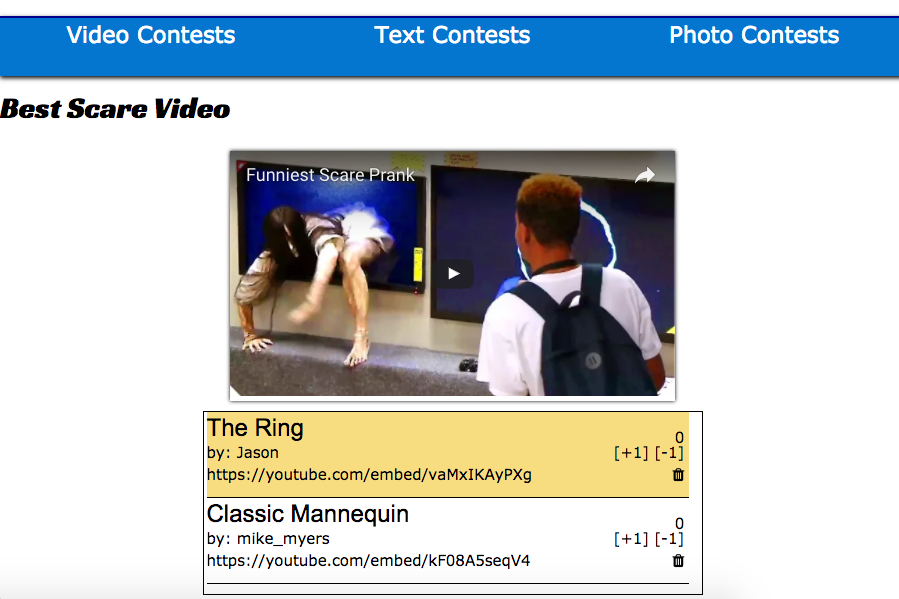 Video Contests Text Contests Photo Contests
Best Scare Video
Funniest Scare Prank
The Ring
0
by: Jason [+1] [-1]
https://youtube.com/embed/vaMxIKAyPXg
Classic Mannequin
0
by: mike_myers [+1] [-1]
https://youtube.com/embed/kF08A5seqV4